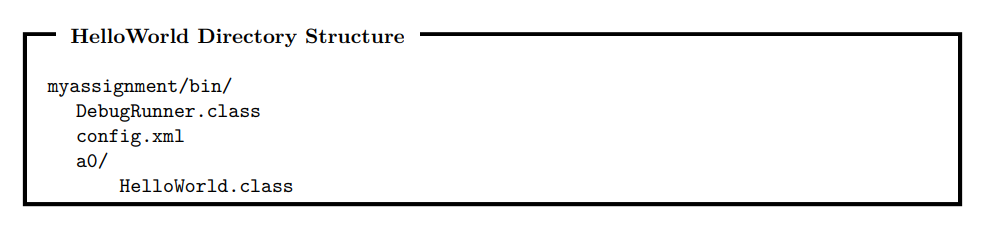 HelloWorld Directory Structure
myassignment/bin/
DebugRunner.class
config.xml
a0/
HelloWorld.class